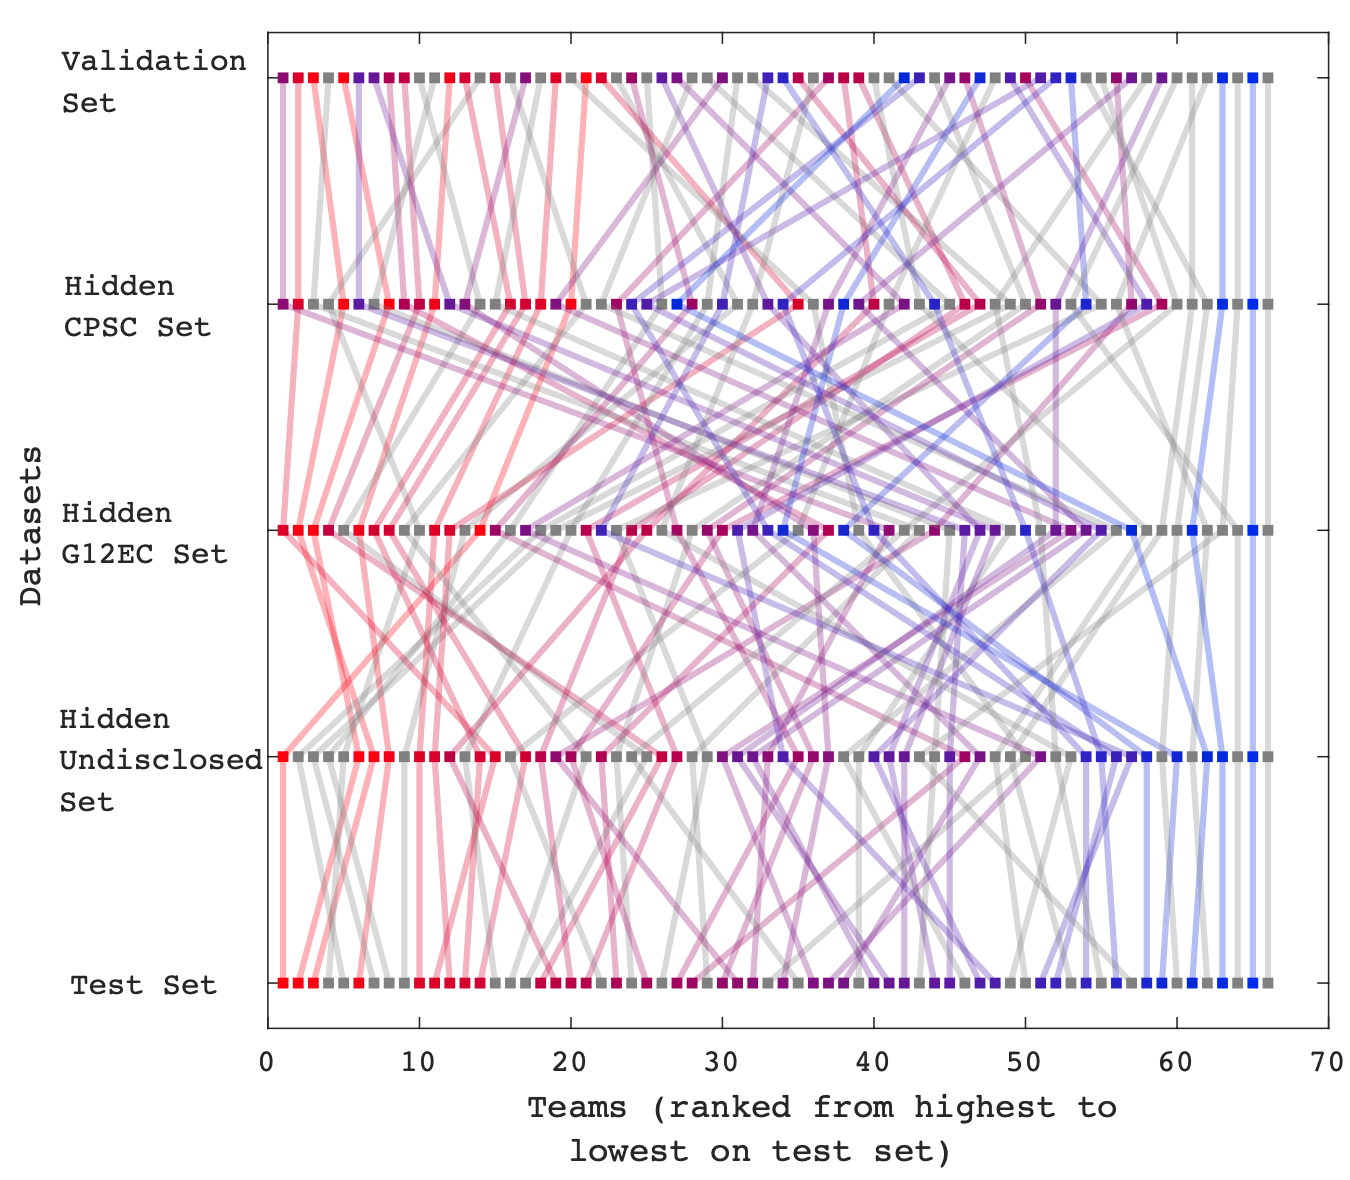 Validation
Set
Hidden
CPSC Set
Hidden
G12EC Set
Hidden
Undisclosed
Set
Test Set
Datasets
0 10 20 30 40 50 60 70
Teams (ranked from highest to
lowest on test set)